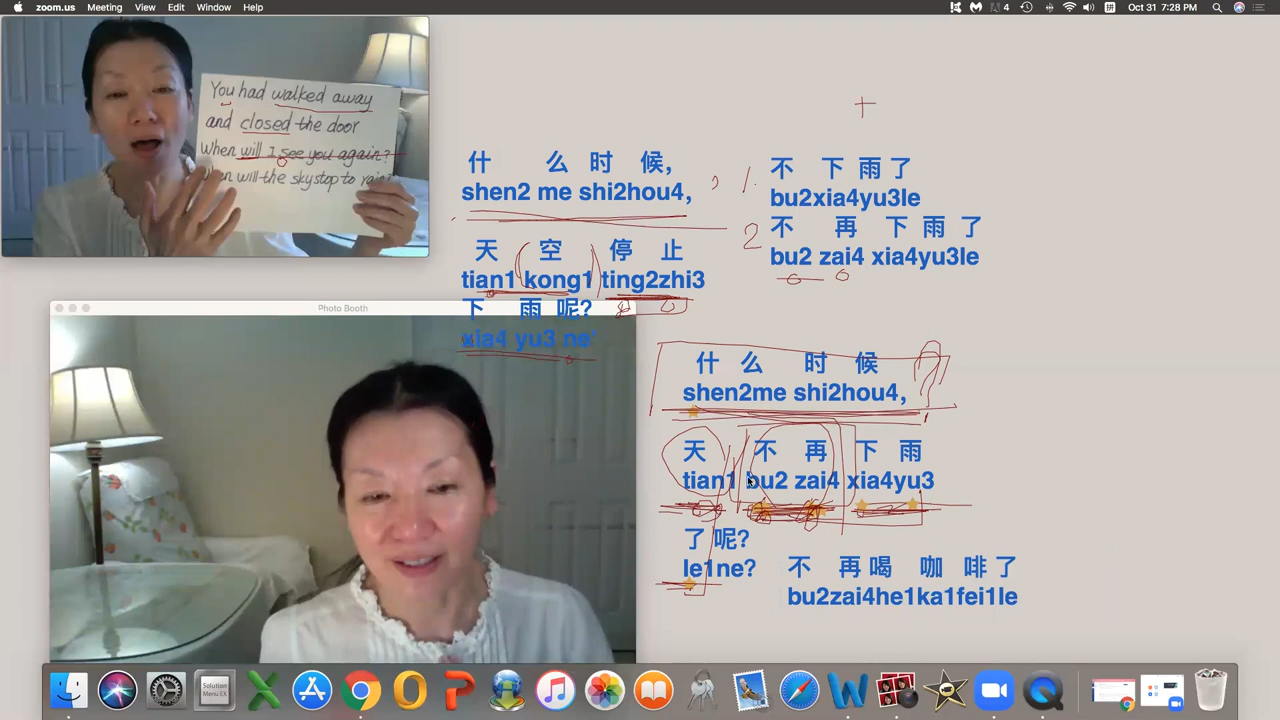 zoom.us Meeting View Edit Window Help
4 Oct 31 7:28 PM
You had walked away
and closed the door
When will I see you again?
will the sky stop to
什 么 时 候,
shen2 me shi2hou4,
天 空 停 止
tian1 kong1 ting2zhi3
下 雨 呢?
xia4 yu3 ne
1. 不 下 雨 了
bu2xia4yu3le
2 不 再 下 雨 了
bu2 zai4 xia4yu3le
Photo Booth
什 么 时 候 ?
shen2me shi2hou4,
天 不 再 下 雨
tian1 bu2 zai4 xia4yu3
了 呢?
le1ne?
不 再 喝 咖 啡 了
bu2zai4he1ka1fei1le
Solution
Menu EX